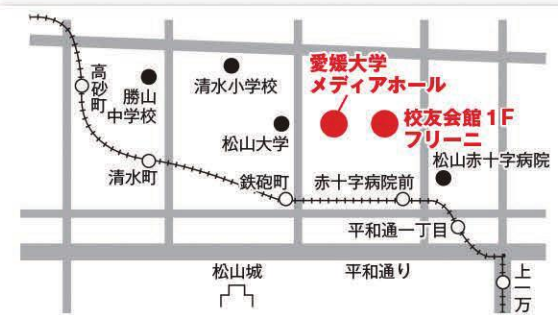 愛媛大学
メディアホール
校友会館1F
フリーニ
高砂町
勝山
中学校
清水小学校
松山大学
松山赤十字病院
清水町
鉄砲町
赤十字病院前
平和通一丁目
松山城
平和通り
上一万